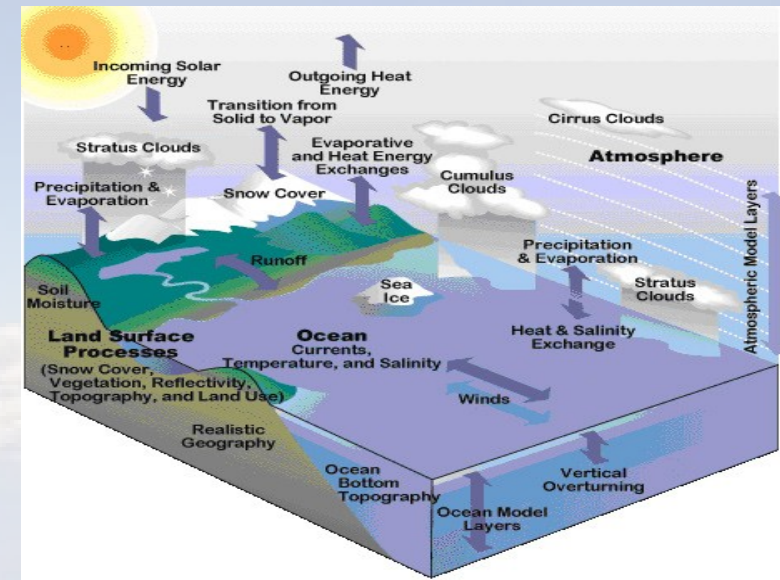 Incoming Solar
Energy
Outgoing Heat
Energy
Transition from
Solid to Vapor
Cirrus Clouds
Stratus Clouds
Evaporative
and Heat Energy
Exchanges
Atmosphere
Cumulus
Clouds
Precipitation &
Evaporation
Snow Cover
Atmospheric Model Layers
Precipitation
& Evaporation
Runoff
Sea
Ice
Stratus
Clouds
Soil
Moisture
Land Surface
Processes
(Snow Cover,
Vegetation, Reflectivity,
Topography, and Land Use)
Ocean
Currents,
Temperature, and Salinity
Heat & Salinity
Exchange
Winds
Realistic
Geography
Ocean
Bottom
Topography
Vertical
Overturning
Ocean Model
Layers